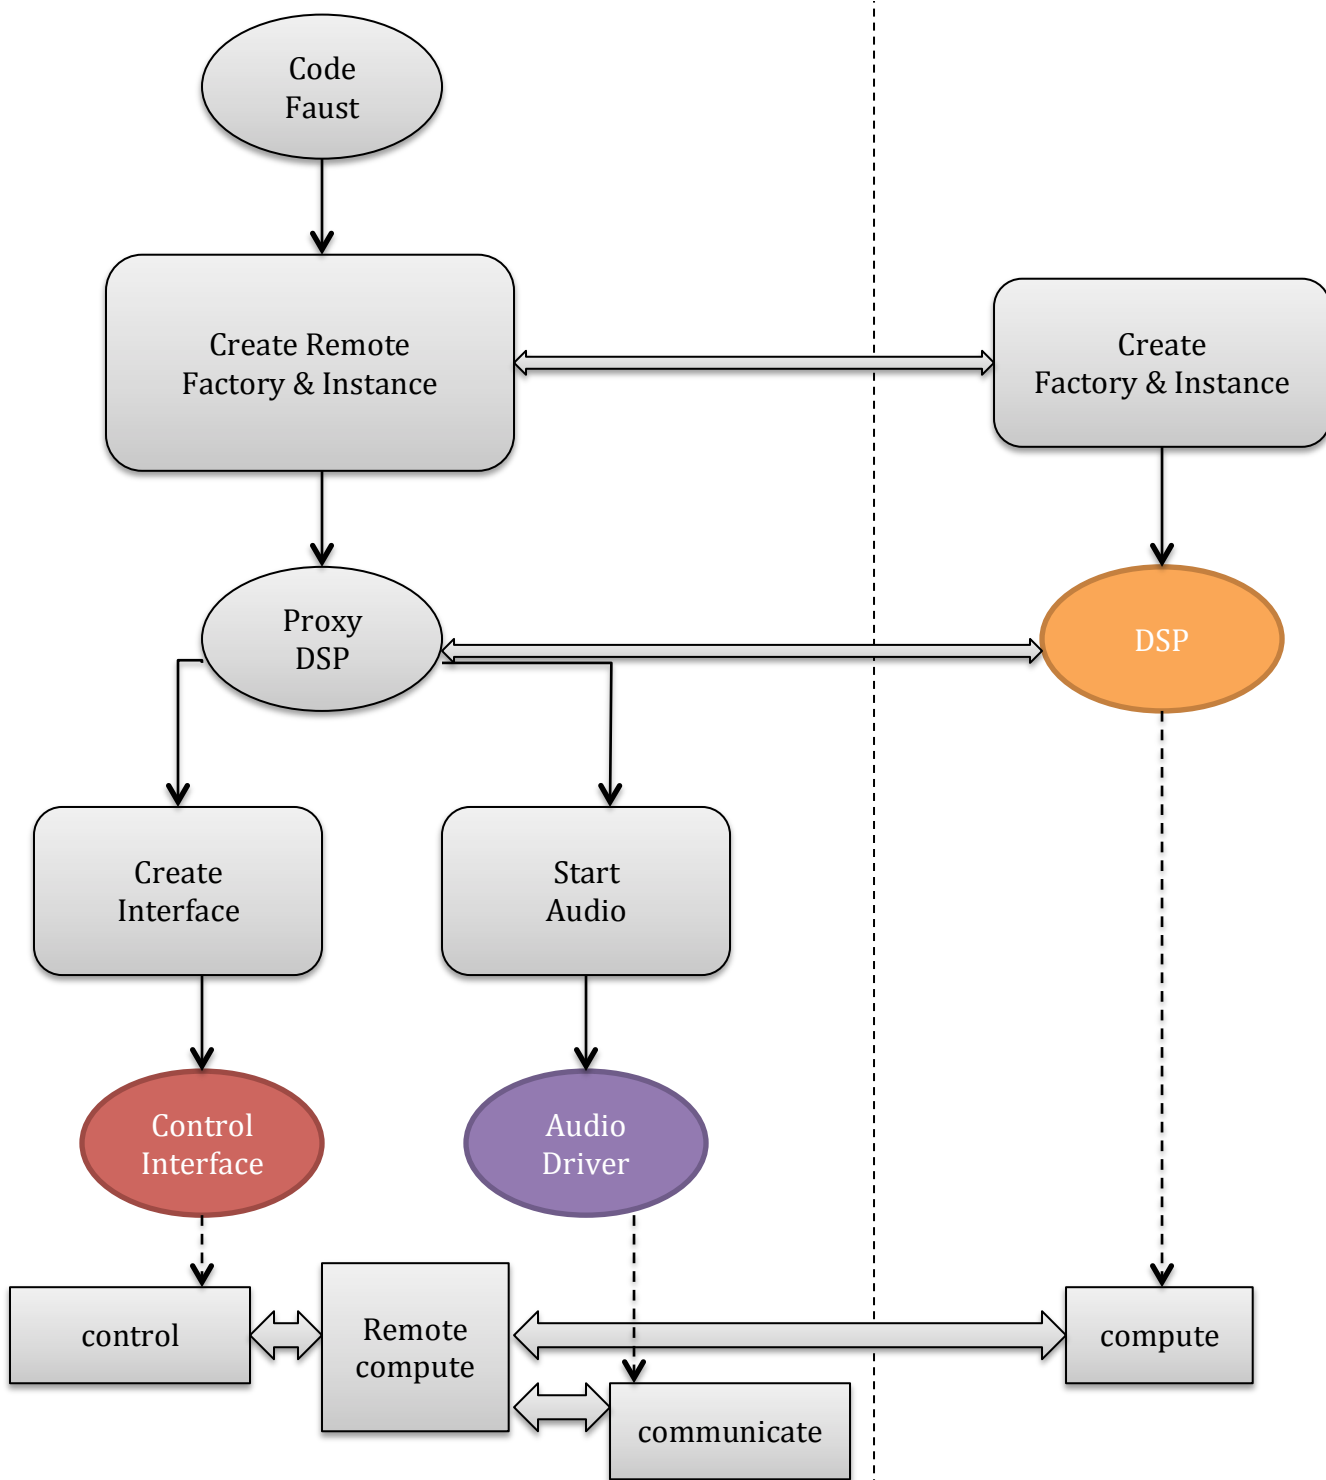 Code
Faust
Create Remote
Factory & Instance
Create
Factory & Instance
Proxy
DSP
DSP
Create
Interface
Start
Audio
Control
Interface
Audio
Driver
control
Remote
compute
compute
communicate